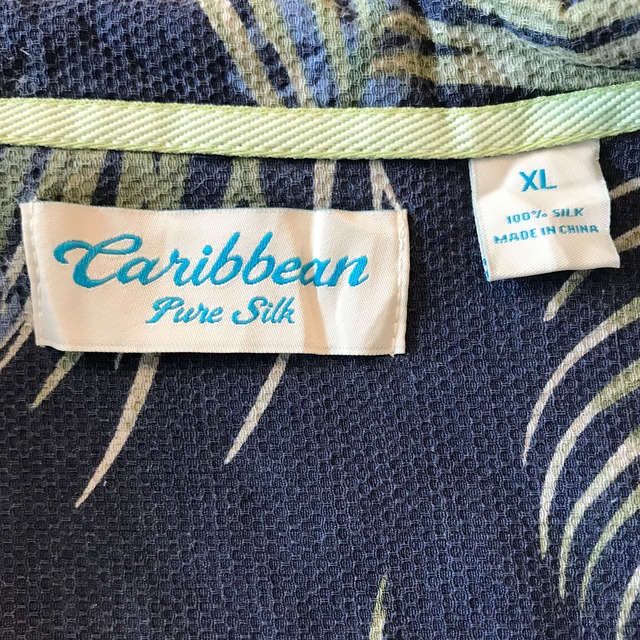 Caribbean
Pure Silk
XL
100% SILK
MADE IN CHINA